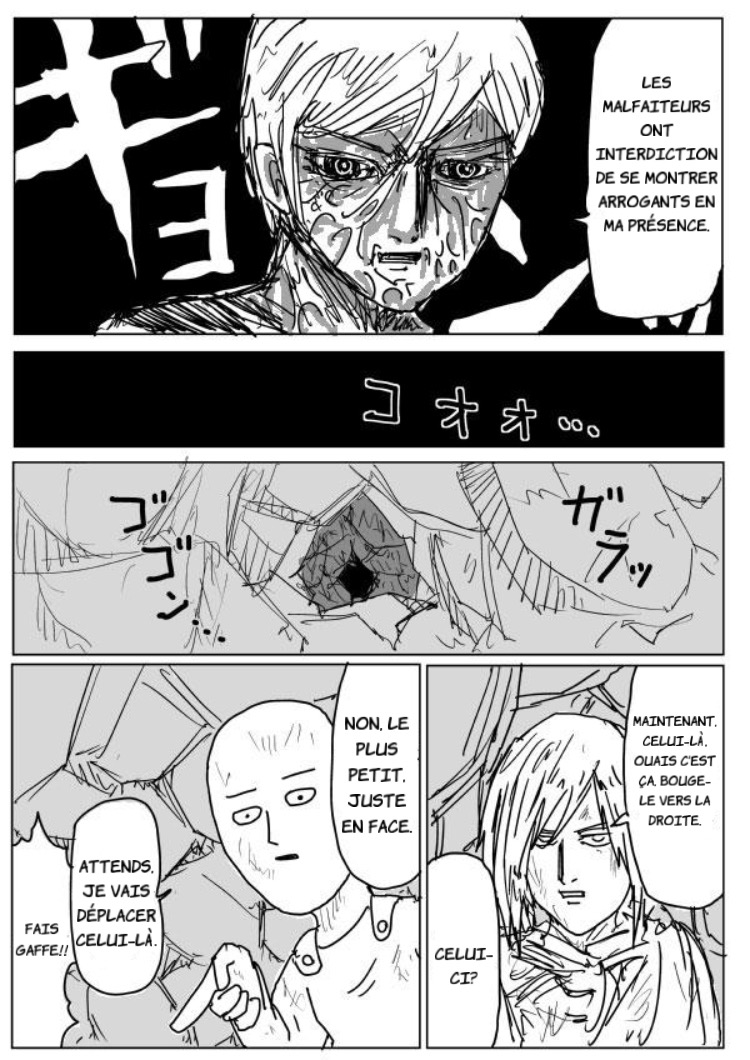 LES
MALFAITEURS
ONT
INTERDICTION
DE SE MONTRER
ARROGANTS EN
MA PRÉSENCE.
ギョ
コオォ...
ゴゴゴン...
ガラッ
NON, LE
PLUS
PETIT,
JUSTE
EN FACE.
ATTENDS,
JE VAIS
DÉPLACER
CELUI-LÀ.
FAIS
GAFFE!!
MAINTENANT,
CELUI-LÀ,
OUAIS C'EST
ÇA, BOUGE-
LE VERS LA
DROITE.
CELUI-
CI?